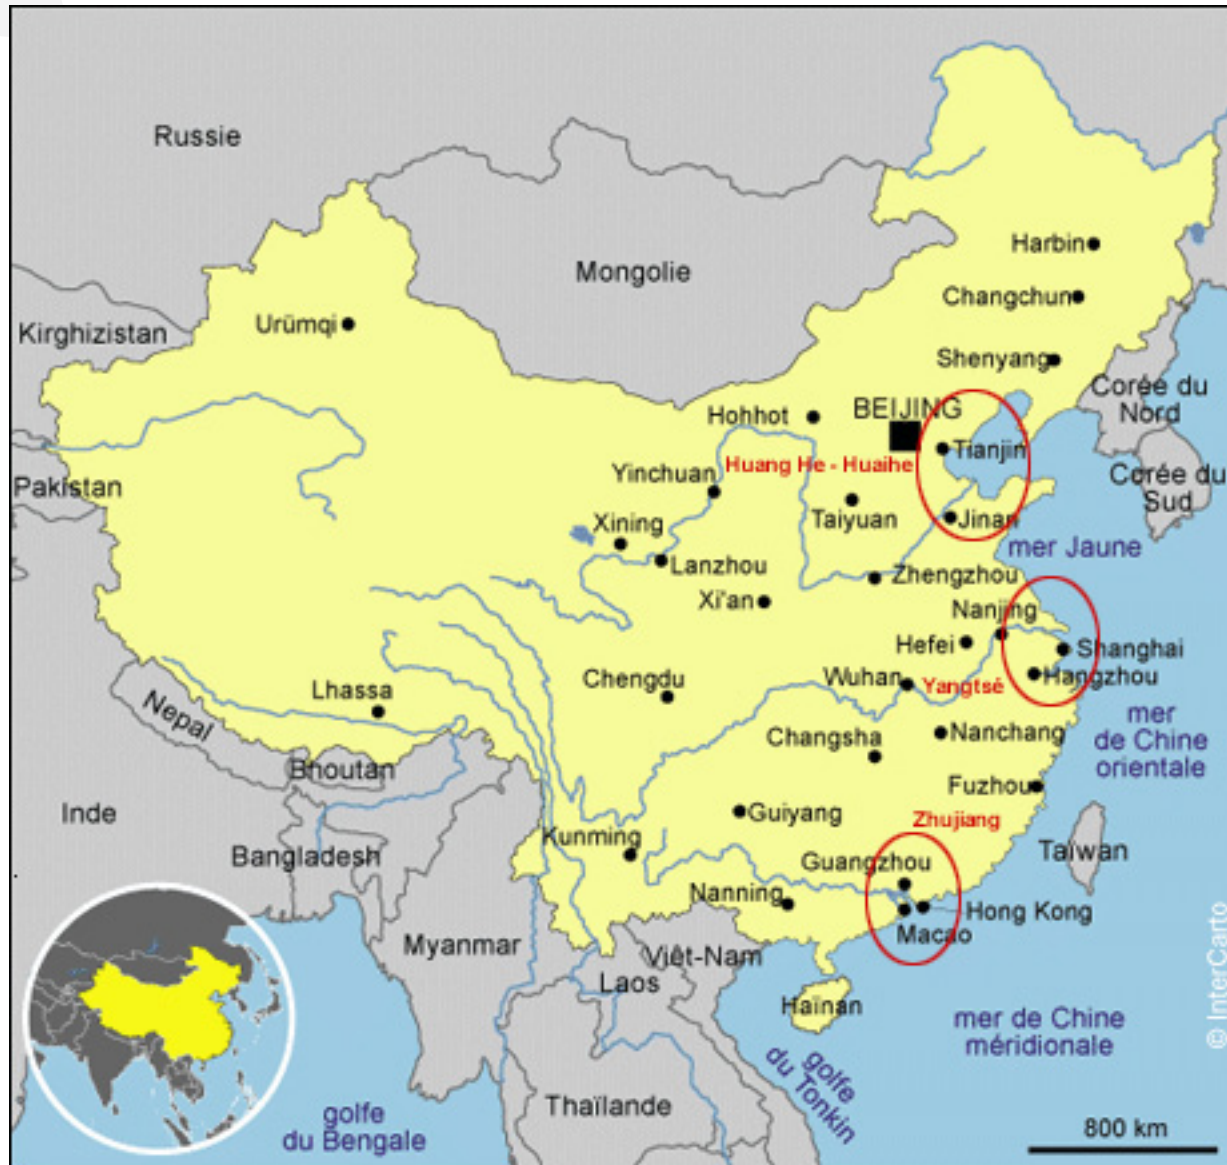 Russie
Mongolie
Harbin
Changchun
Urümqi
Kirghizistan
Shenyang
Corée du
Nord
Hohhot
BEIJING
Tianjin
Huang He - Huaihe
Yinchuan
Corée du
Sud
Pakistan
Taiyuan
Jinan
Xining
mer Jaune
Lanzhou
Zhengzhou
Xi'an
Nanjing
Hefei
Shanghai
Chengdu
Wuhan
Yangtsé
Hangzhou
Lhassa
Nepal
mer
de Chine
orientale
Changsha
Nanchang
Bhoutan
Fuzhou
Inde
Guiyang
Zhujiang
Kunming
Taïwan
Bangladesh
Guangzhou
Nanning
Hong Kong
Macao
Myanmar
Viêt-Nam
Laos
Haïnan
mer de Chine
méridionale
golfe
du Tonkin
Thaïlande
golfe
du Bengale
800 km
© InterCarto